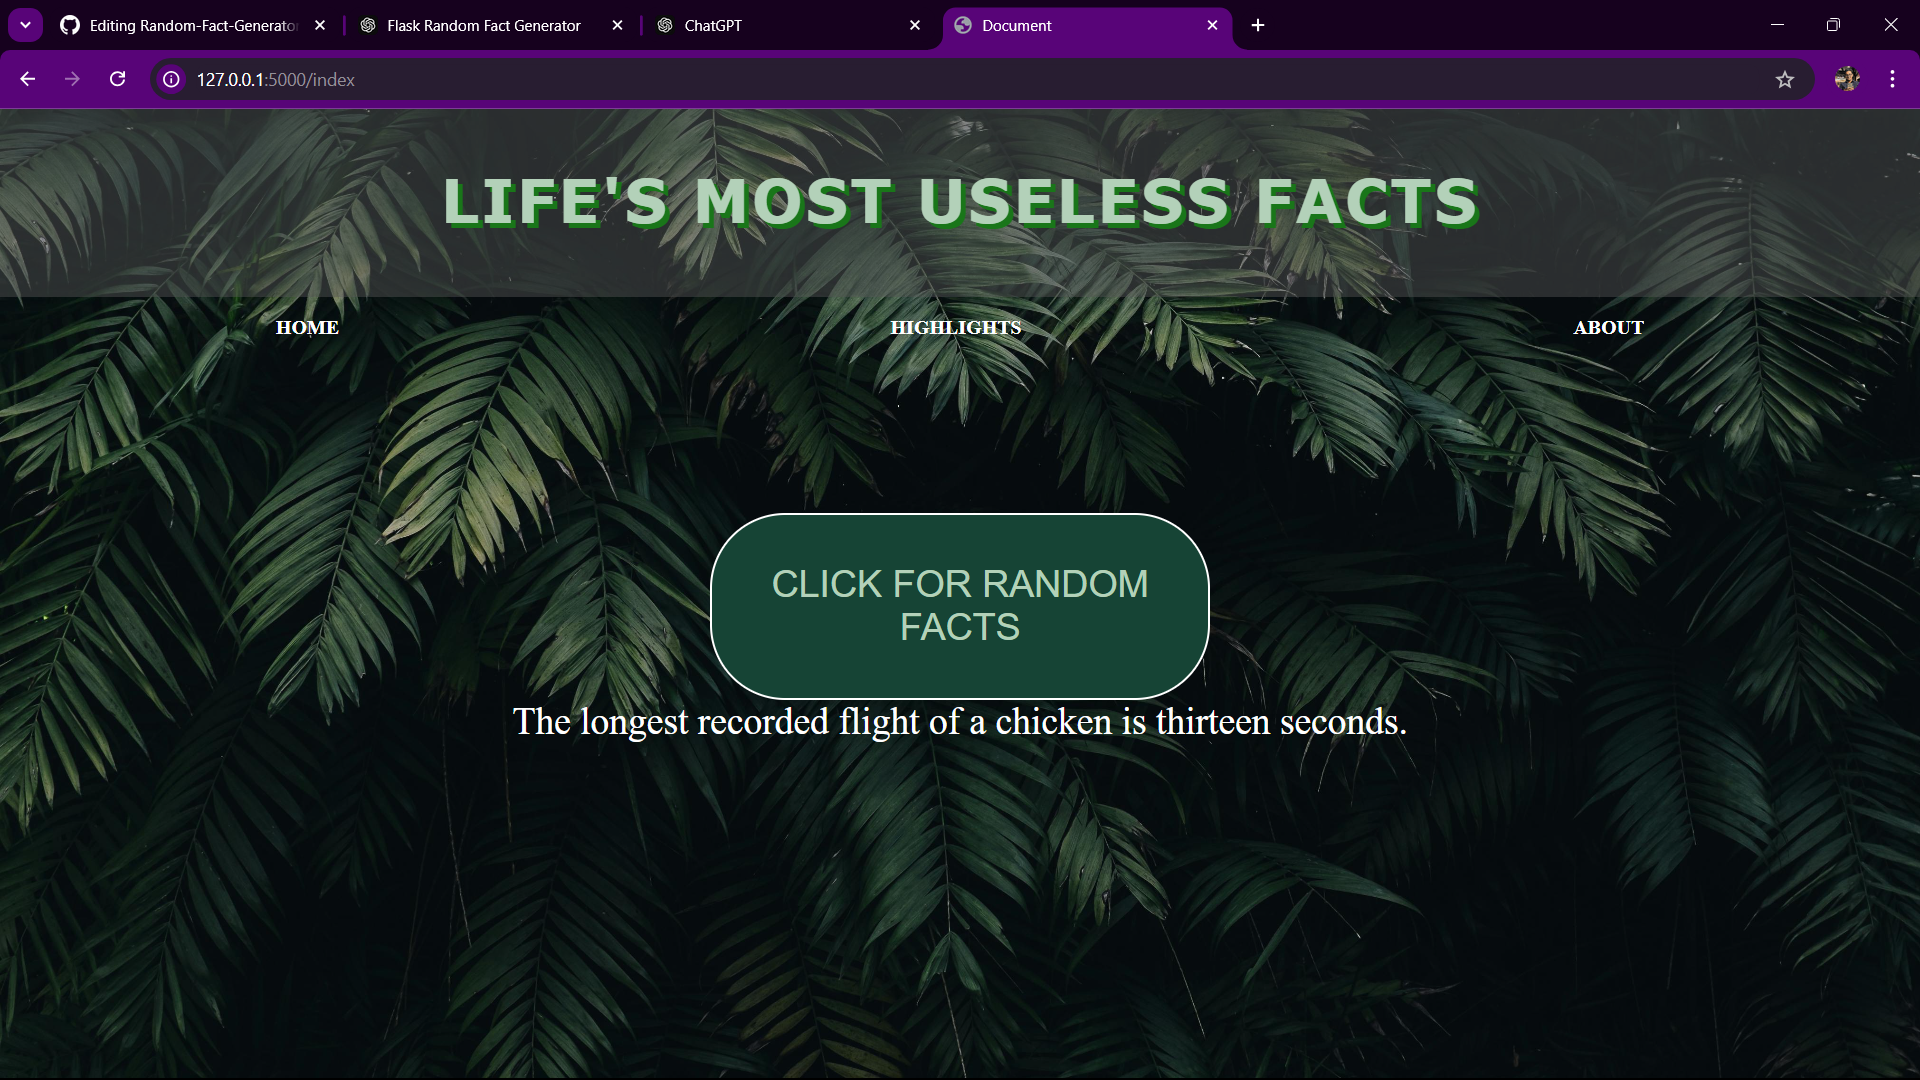 Editing Random-Fact-Generator
Flask Random Fact Generator
ChatGPT
Document
127.0.0.1:5000/index
LIFE'S MOST USELESS FACTS
HOME
HIGHLIGHTS
ABOUT
CLICK FOR RANDOM
FACTS
The longest recorded flight of a chicken is thirteen seconds.